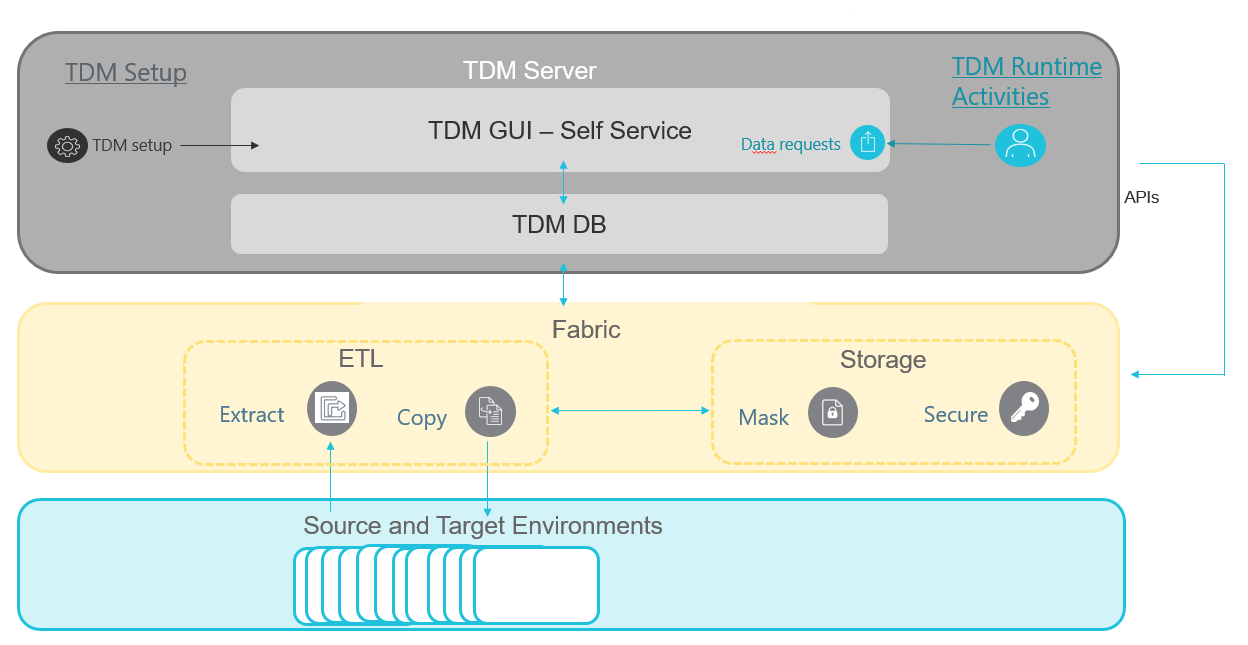 TDM Setup
TDM Server
TDM Runtime
Activities
TDM GUI – Self Service
TDM setup
Data requests
APIs
TDM DB
Fabric
ETL
Storage
Extract
Copy
Mask
Secure
Source and Target Environments